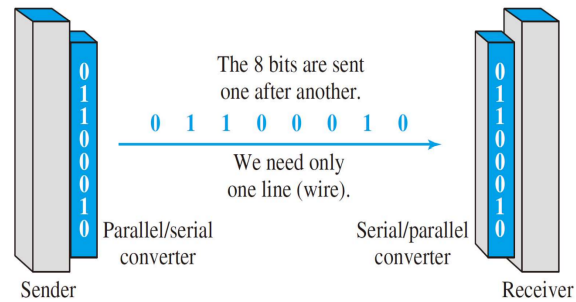 The 8 bits are sent
one after another.
0 1 1 0 0 0 1 0
We need only
one line (wire).
0
1
1
0
0
0
1
0
Parallel/serial
converter
Sender
0
1
1
0
0
0
1
0
Serial/parallel
converter
Receiver